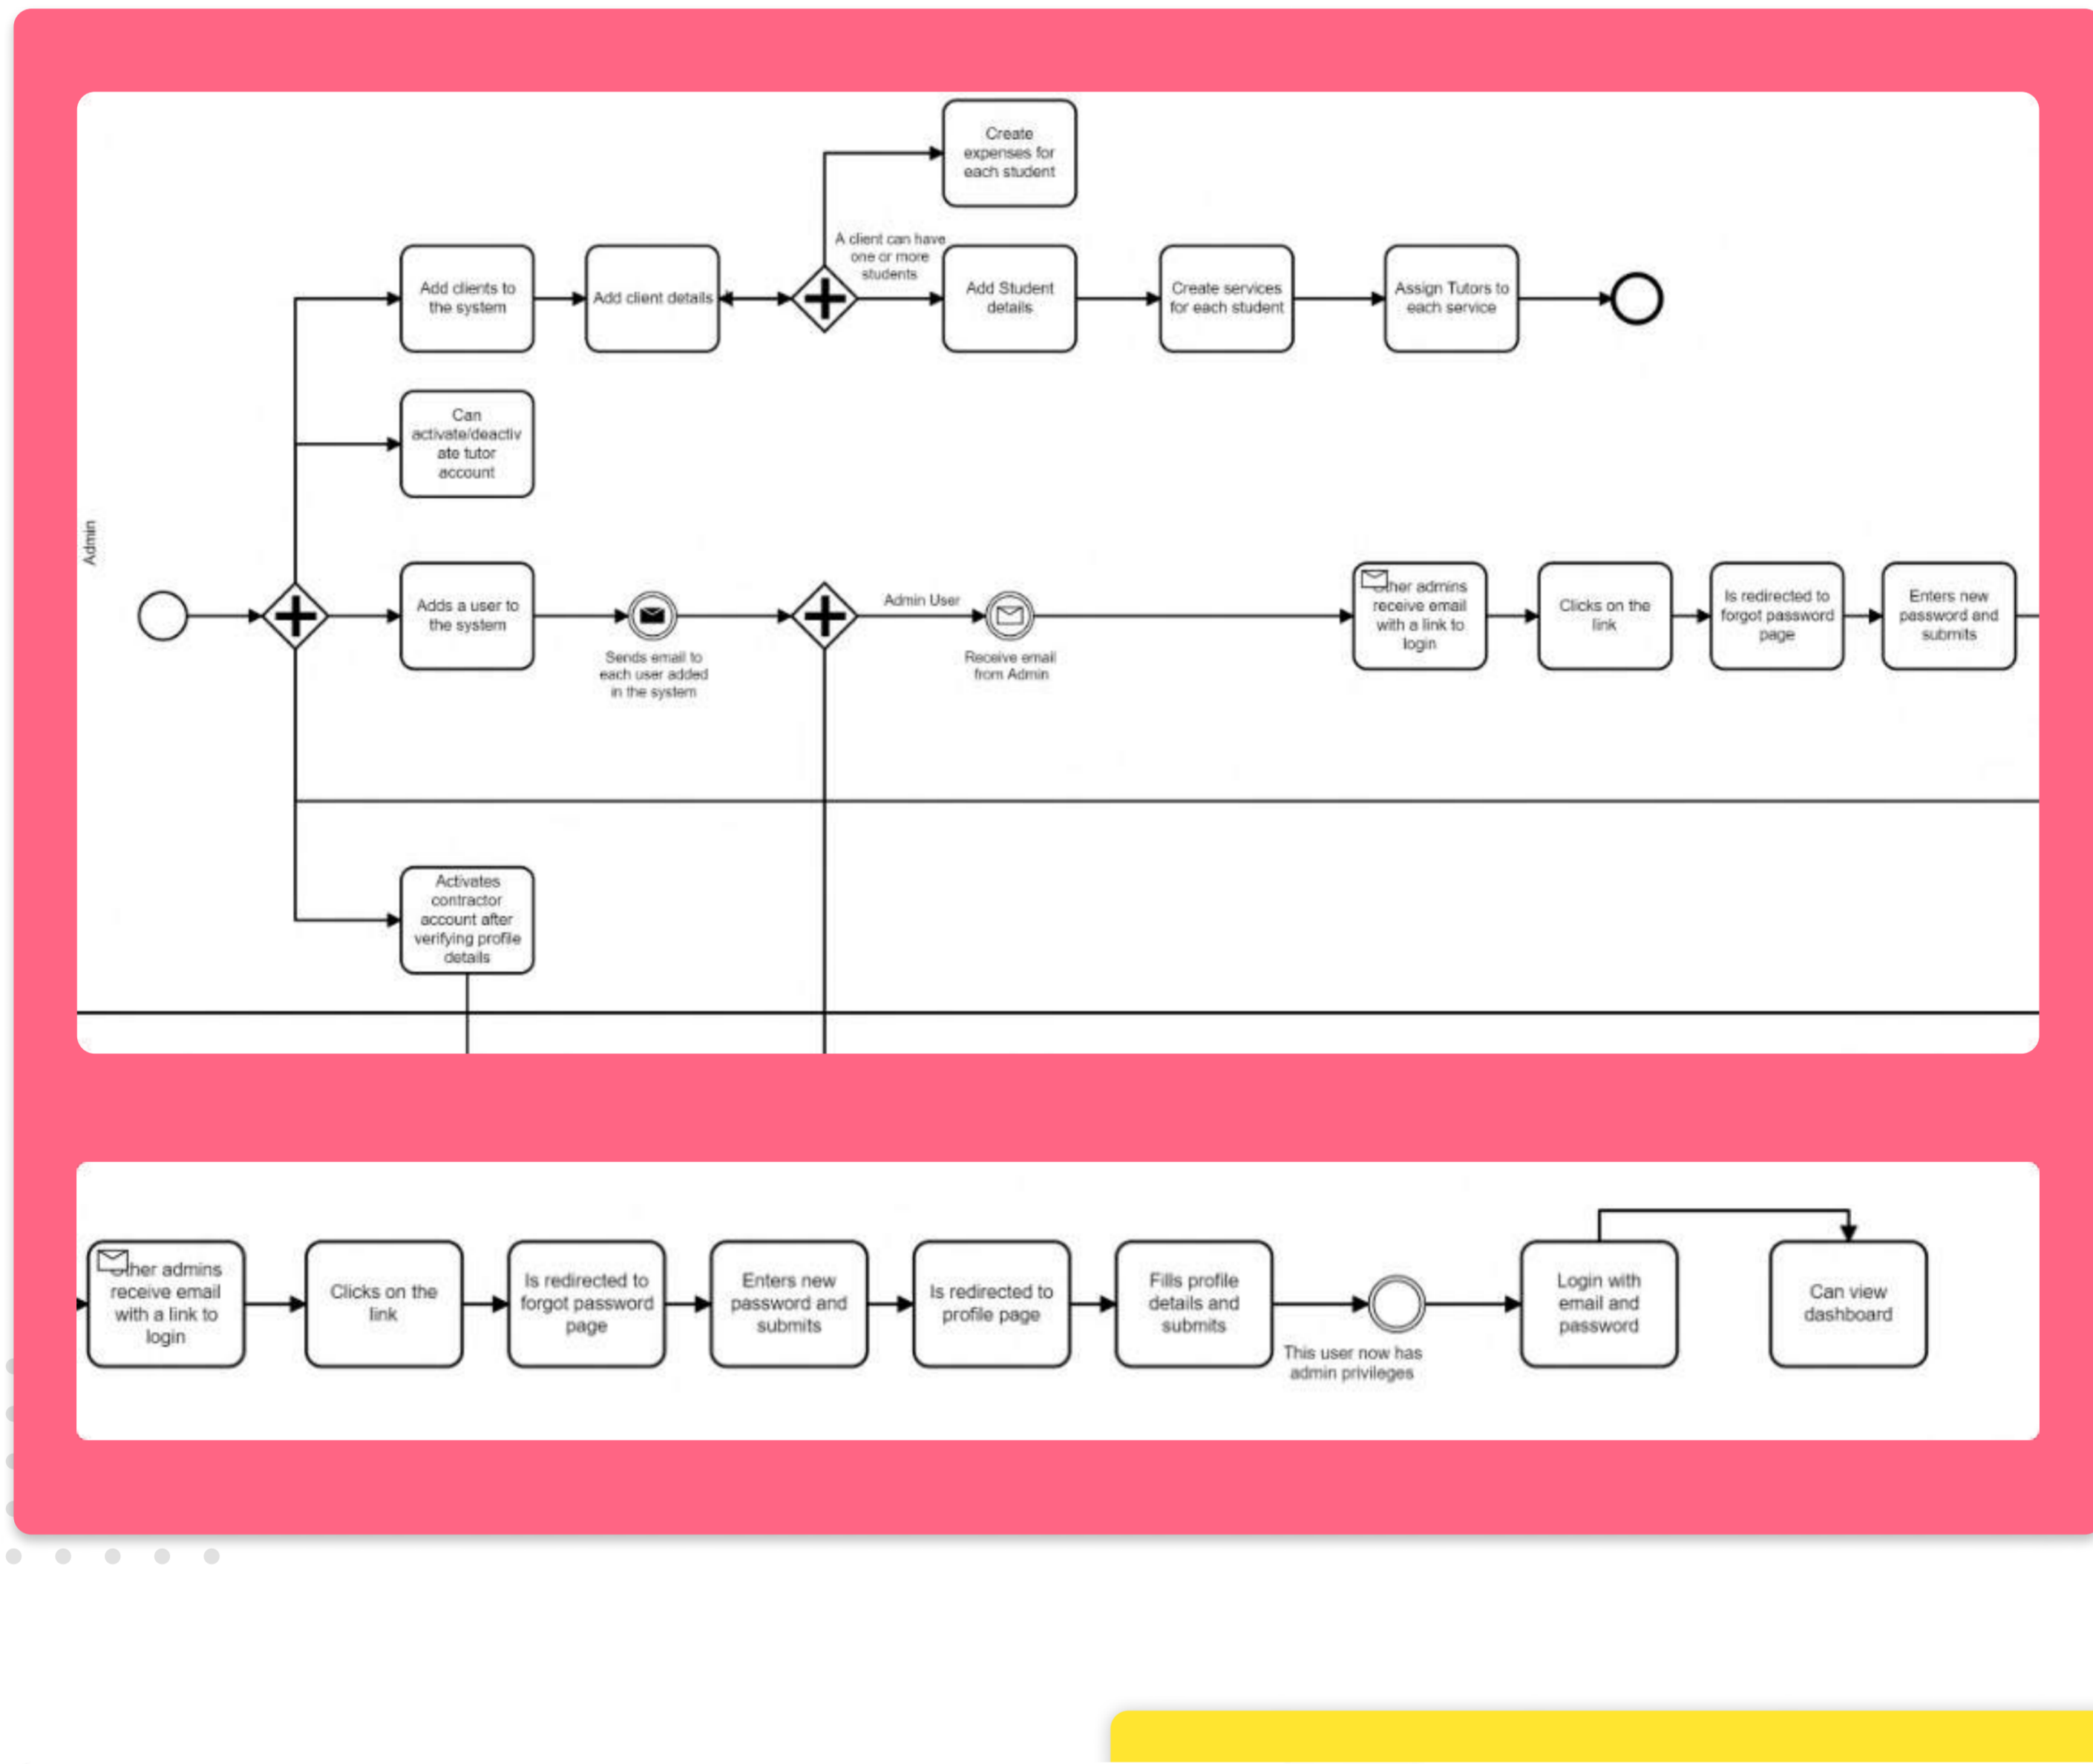 Create
expenses for
each student
A client can have
one or more
students
Add clients to
the system
Add client details
Add Student
details
Create services
for each student
Assign Tutors to
each service
Can
activate/deactiv
ate tutor
account
Admin
Adds a user to
the system
Sends email to
each user added
in the system
Admin User
Receive email
from Admin
ther admins
receive email
with a link to
login
Clicks on the
link
Is redirected to
forgot password
page
Enters new
password and
submits
Activates
contractor
account after
verifying profile
details
ther admins
receive email
with a link to
login
Clicks on the
link
Is redirected to
forgot password
page
Enters new
password and
submits
Is redirected to
profile page
Fills profile
details and
submits
This user now has
admin privileges
Login with
email and
password
Can view
dashboard